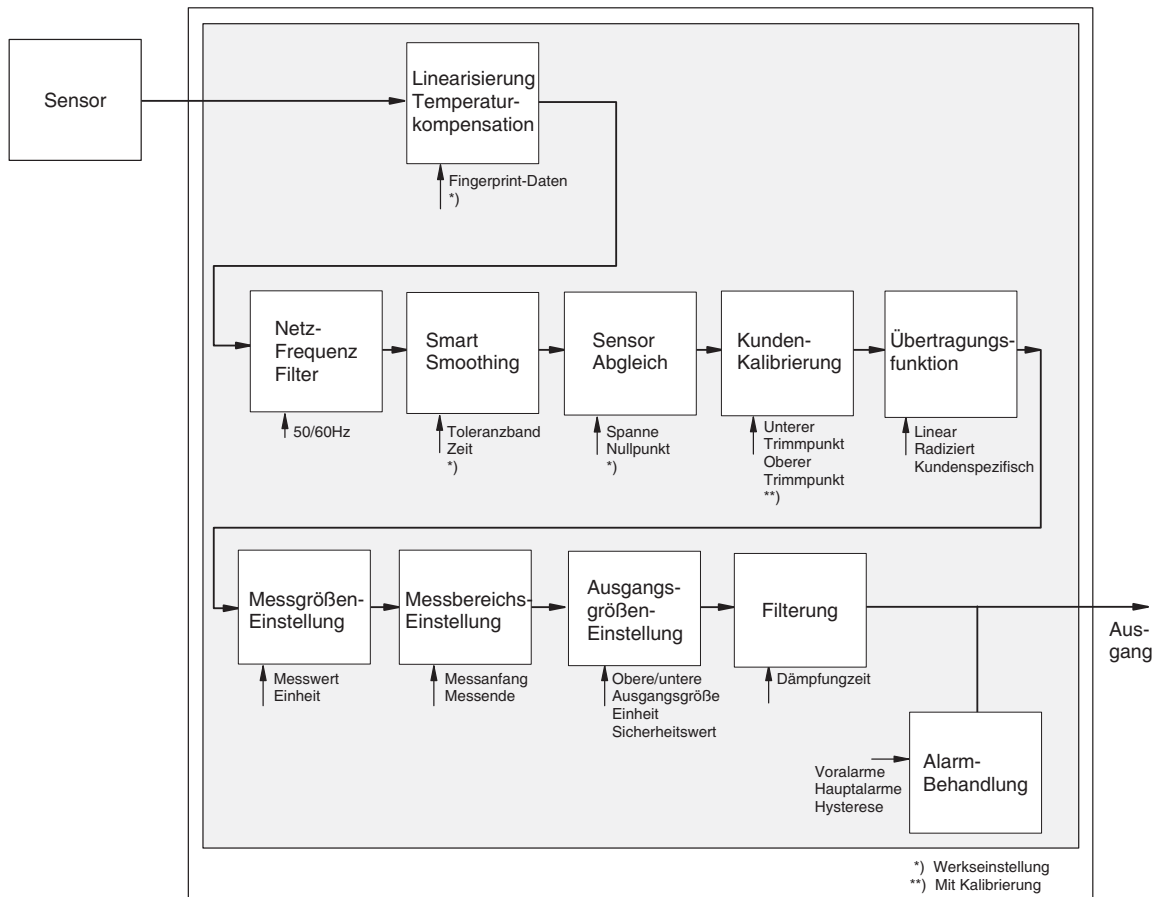 Sensor
Linearisierung
Temperatur-
kompensation
Fingerprint-Daten
*)
Netz-
Frequenz
Filter
50/60Hz
Smart
Smoothing
Toleranzband
Zeit
*)
Sensor
Abgleich
Spanne
Nullpunkt
*)
Kunden-
Kalibrierung
Unterer
Trimmpunkt
Oberer
Trimmpunkt
**)
Übertragungs-
funktion
Linear
Radiziert
Kundenspezifisch
Messgrößen-
Einstellung
Messwert
Einheit
Messbereichs-
Einstellung
Messanfang
Messende
Ausgangs-
größen-
Einstellung
Obere/untere
Ausgangsgröße
Einheit
Sicherheitswert
Filterung
Dämpfungzeit
Aus-
gang
Voralarme
Hauptalarme
Hysterese
Alarm-
Behandlung
*) Werkseinstellung
**) Mit Kalibrierung